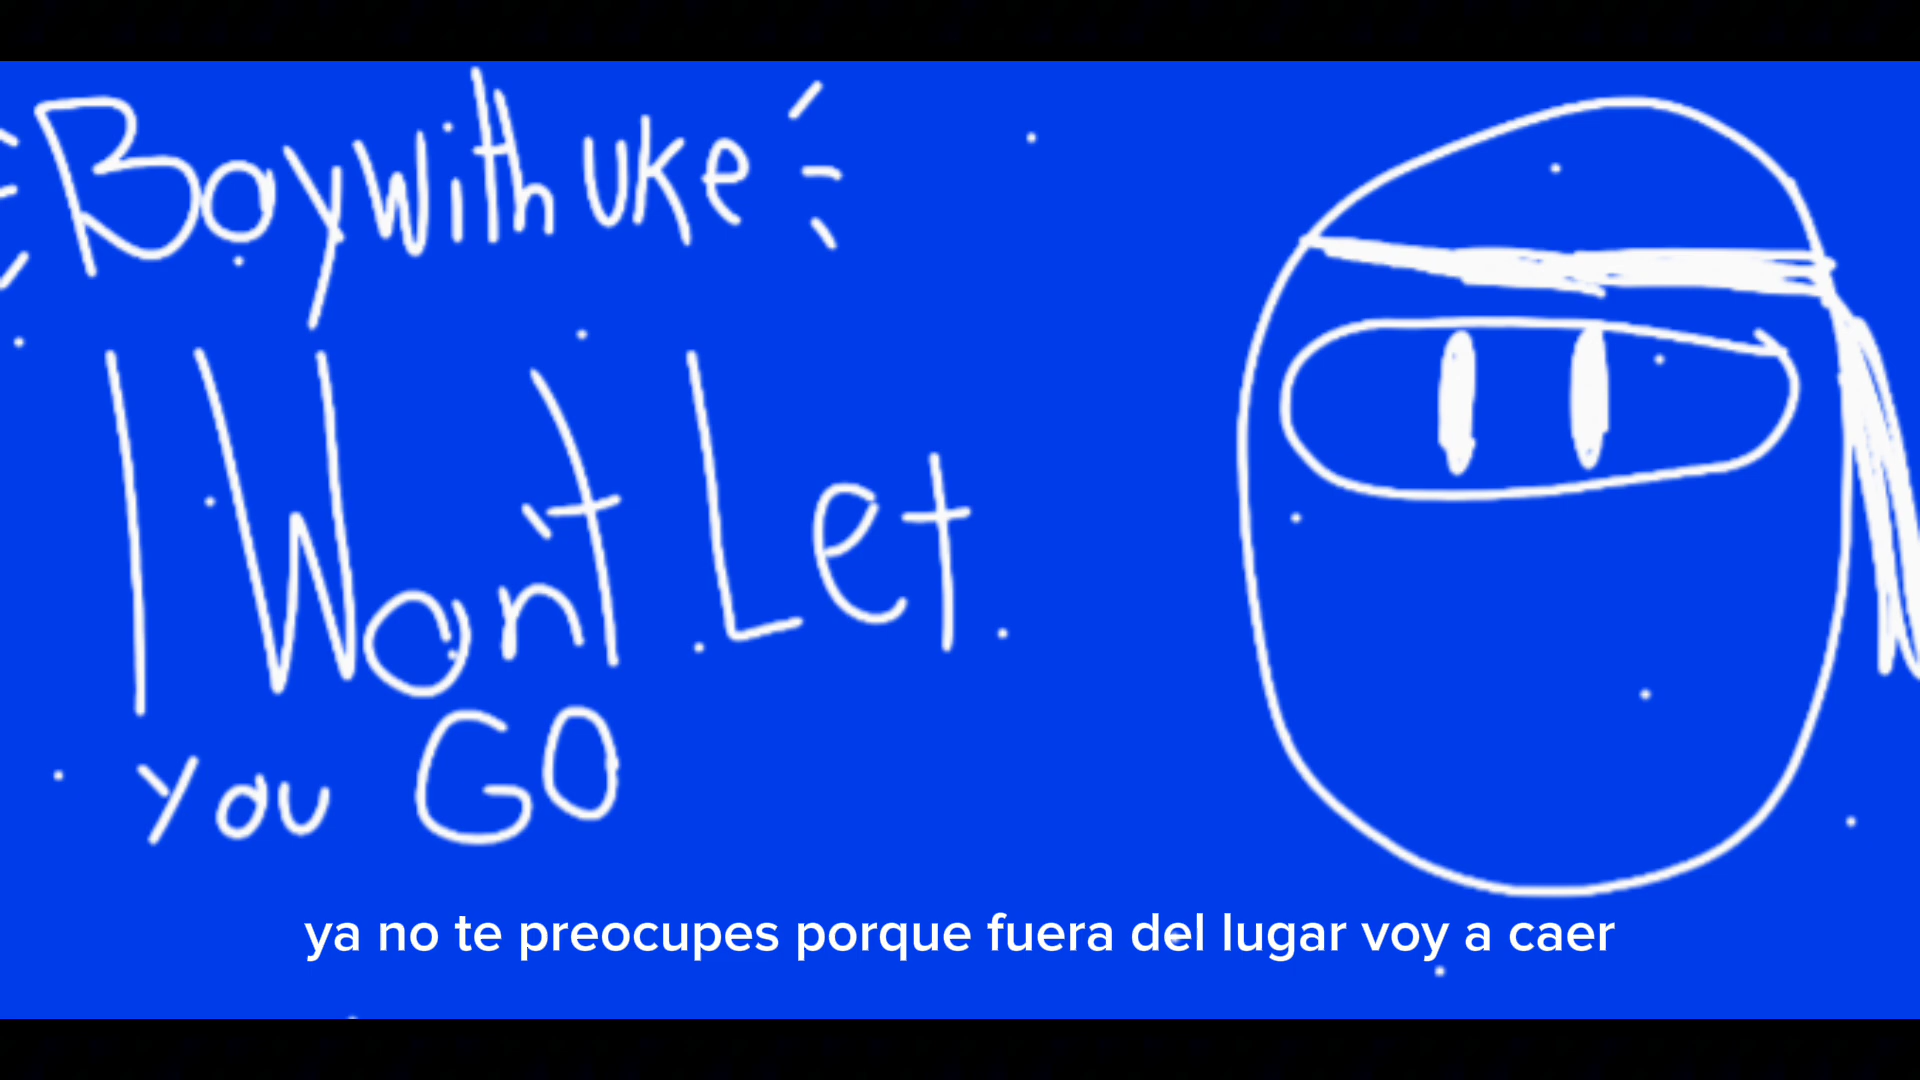 Boywithuke
I Won't Let
You GO
ya no te preocupes porque fuera del lugar voy a caer